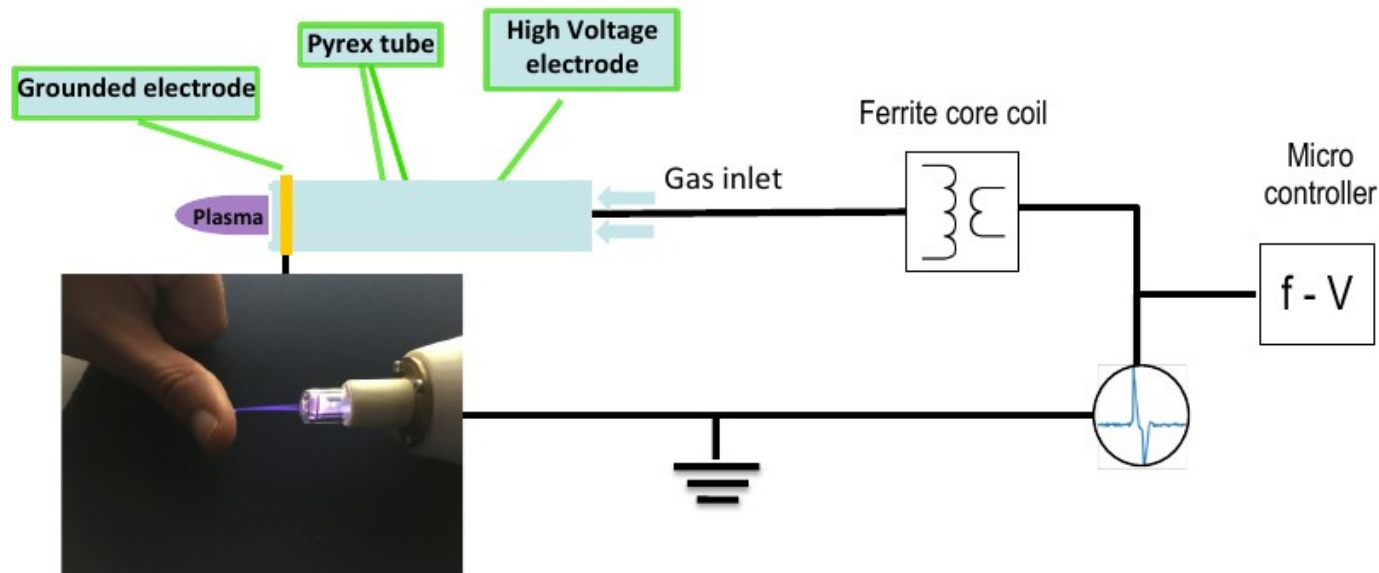 High Voltage
electrode
Pyrex tube
Grounded electrode
Ferrite core coil
Micro
controller
Gas inlet
Plasma
f - V